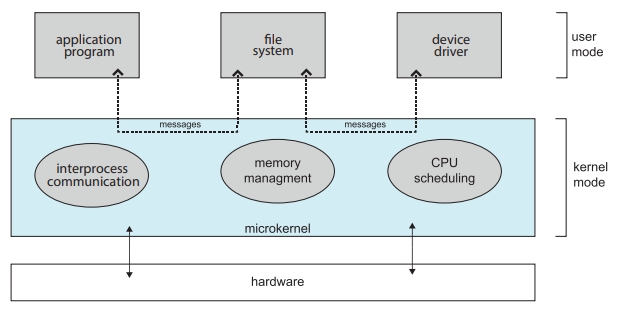 application
program
file
system
device
driver
user
mode
messages
messages
interprocess
communication
memory
managment
CPU
scheduling
kernel
mode
microkernel
hardware